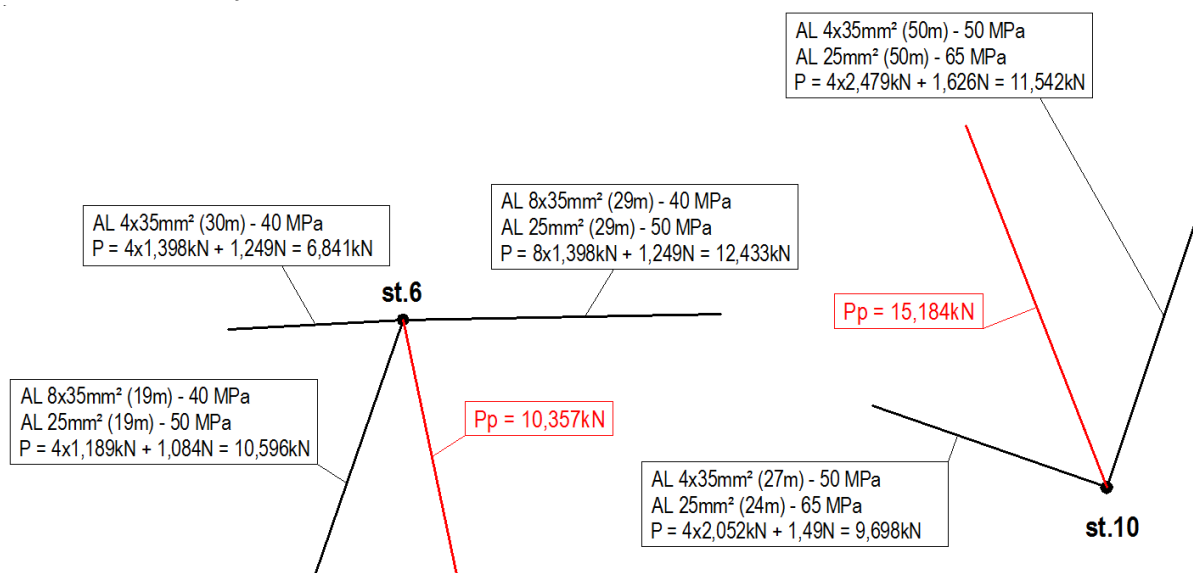 AL 4x35mm² (50m) - 50 MPa
AL 25mm² (50m) - 65 MPa
P = 4x2,479kN + 1,626N = 11,542kN
AL 4x35mm² (30m) - 40 MPa
P = 4x1,398kN + 1,249N = 6,841kN
AL 8x35mm² (29m) - 40 MPa
AL 25mm² (29m) - 50 MPa
P = 8x1,398kN + 1,249N = 12,433kN
st.6
Pp = 15,184kN
AL 8x35mm² (19m) - 40 MPa
AL 25mm² (19m) - 50 MPa
P = 4x1,189kN + 1,084N = 10,596kN
Pp = 10,357kN
AL 4x35mm² (27m) - 50 MPa
AL 25mm² (24m) - 65 MPa
P = 4x2,052kN + 1,49N = 9,698kN
st.10